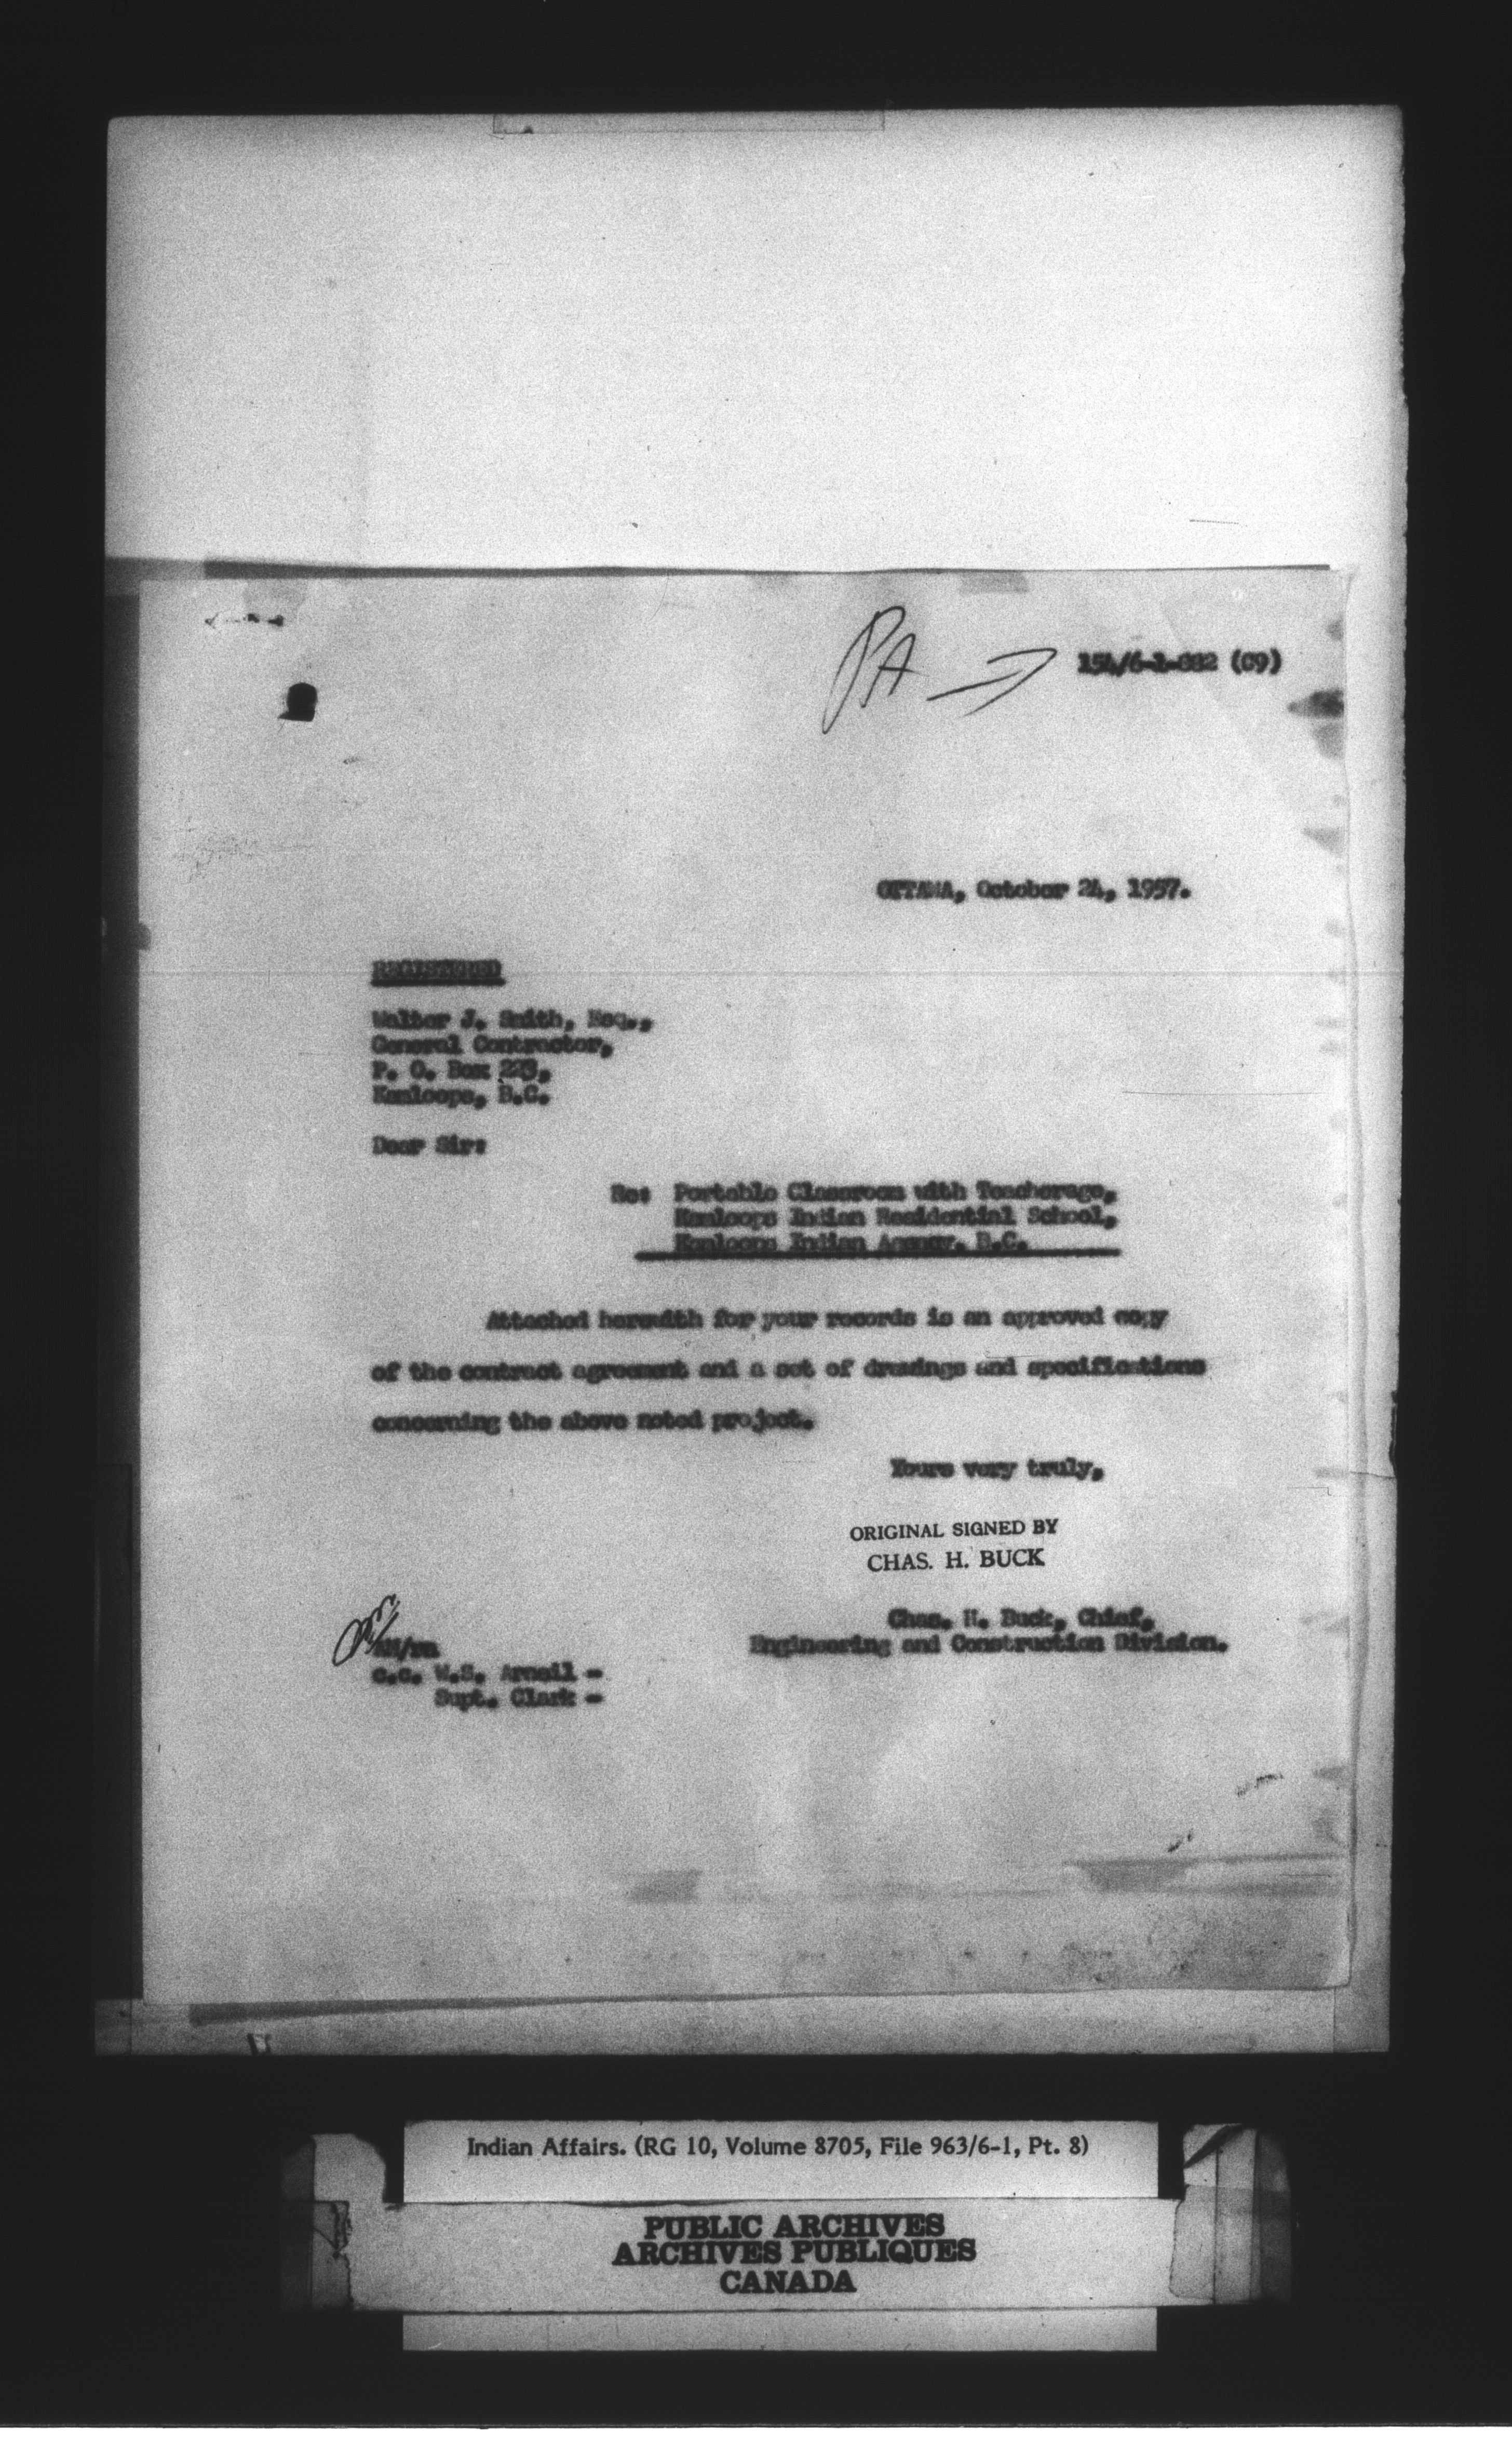 PA
154/6-1-032 (C9)
OTTAWA, October 24, 1957.
REGISTERED
Walter J. Smith, Esq.,
General Contractor,
P. O. Box 223,
Kamloops, B.C.
Dear Sir:
Re: Portable Classroom with Teacherage,
Kamloops Indian Residential School,
Kamloops Indian Agency, B.C.
Attached herewith for your records is an approved copy
of the contract agreement and a set of drawings and specifications
concerning the above noted project.
Yours very truly,
ORIGINAL SIGNED BY
CHAS. H. BUCK
Chas. H. Buck, Chief,
Engineering and Construction Division.
c.c. W.S. Arneil -
Supt. Clark -
Indian Affairs. (RG 10, Volume 8705, File 963/6-1, Pt. 8)
PUBLIC ARCHIVES
ARCHIVES PUBLIQUES
CANADA